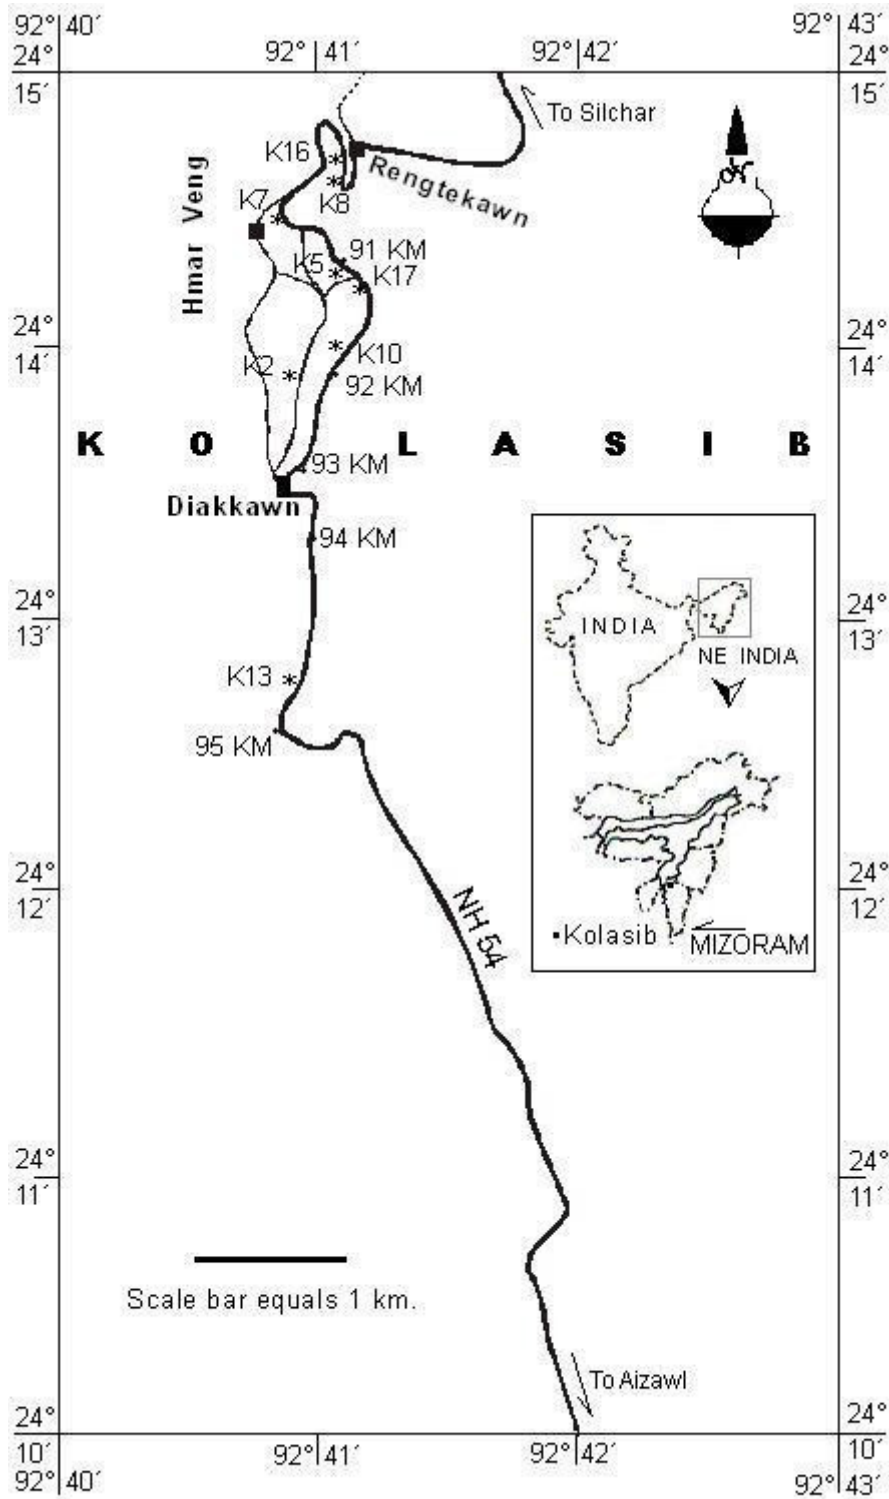 92° 40´
92° 43´
24°
15´
92° 41´
92° 42´
24°
15´
To Silchar
K16
Rengtekawn
K8
K7
Hmar Veng
N
91 KM
K5
K17
24°
14´
24°
14´
K10
K2
92 KM
K O L A S I B
93 KM
Diakkawn
94 KM
24°
13´
24°
13´
INDIA
NE INDIA
K13
95 KM
24°
12´
24°
12´
NH 54
Kolasib
MIZORAM
24°
11´
24°
11´
Scale bar equals 1 km.
To Aizawl
24°
10´
92° 40´
92° 41´
92° 42´
24°
10´
92° 43´